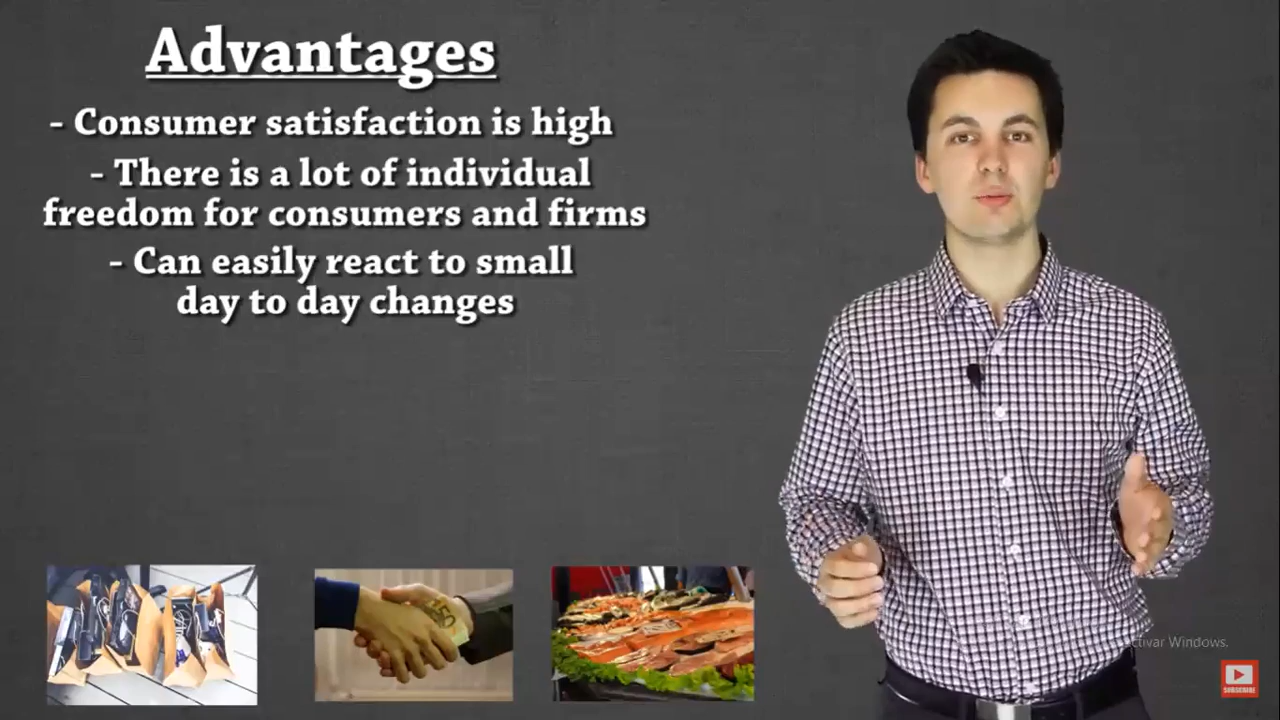 Advantages
- Consumer satisfaction is high
- There is a lot of individual
freedom for consumers and firms
- Can easily react to small
day to day changes
ctivar Windows.
SUBSCRIBE